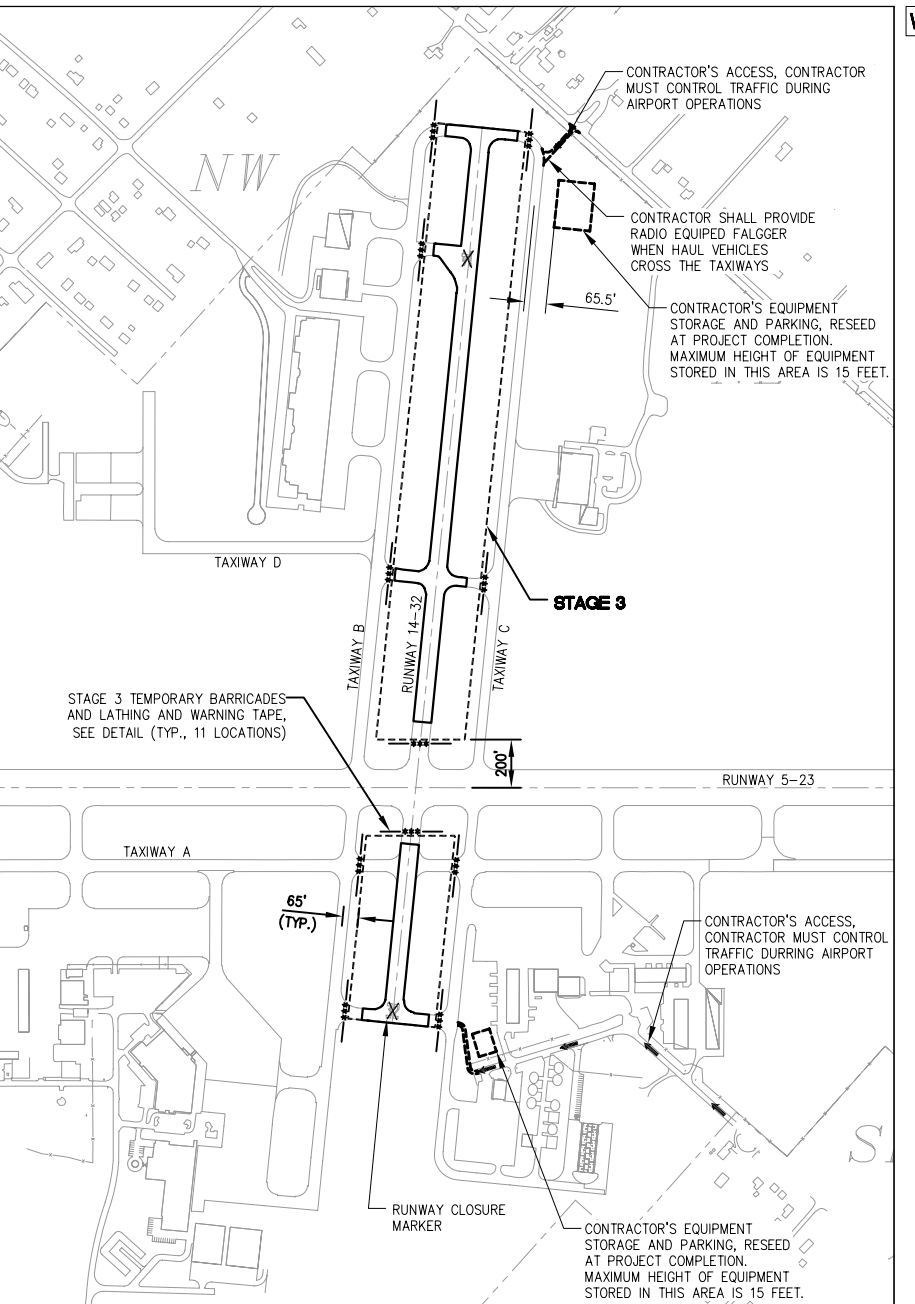 CONTRACTOR'S ACCESS, CONTRACTOR
MUST CONTROL TRAFFIC DURING
AIRPORT OPERATIONS
NW
CONTRACTOR SHALL PROVIDE
RADIO EQUIPED FALGGER
WHEN HAUL VEHICLES
CROSS THE TAXIWAYS
65.5'
CONTRACTOR'S EQUIPMENT
STORAGE AND PARKING, RESEED
AT PROJECT COMPLETION.
MAXIMUM HEIGHT OF EQUIPMENT
STORED IN THIS AREA IS 15 FEET.
TAXIWAY D
STAGE 3
TAXIWAY B
RUNWAY 14-32
TAXIWAY C
STAGE 3 TEMPORARY BARRICADES
AND LATHING AND WARNING TAPE,
SEE DETAIL (TYP., 11 LOCATIONS)
200'
RUNWAY 5-23
TAXIWAY A
65'
(TYP.)
CONTRACTOR'S ACCESS,
CONTRACTOR MUST CONTROL
TRAFFIC DURRING AIRPORT
OPERATIONS
RUNWAY CLOSURE
MARKER
CONTRACTOR'S EQUIPMENT
STORAGE AND PARKING, RESEED
AT PROJECT COMPLETION.
MAXIMUM HEIGHT OF EQUIPMENT
STORED IN THIS AREA IS 15 FEET.